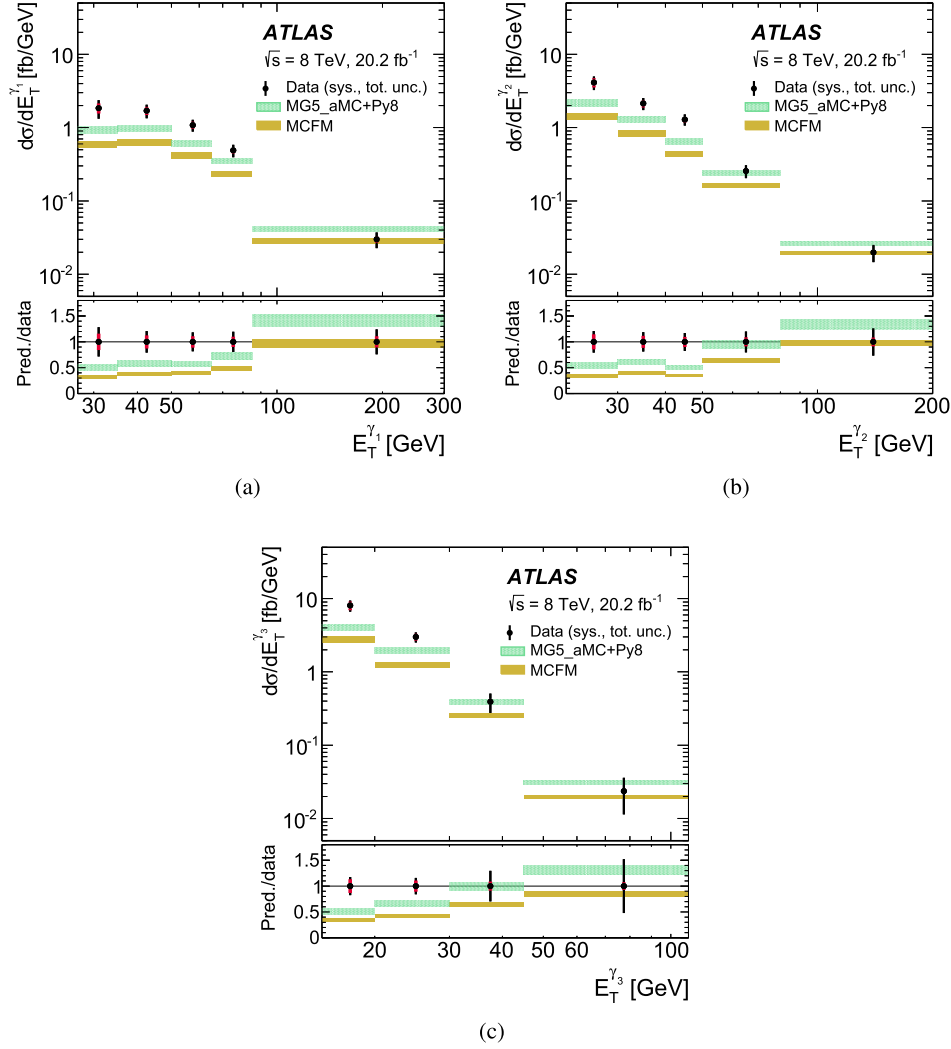 dσ/dE_T^γ₁ [fb/GeV]
10
1
10⁻¹
10⁻²
ATLAS
√s = 8 TeV, 20.2 fb⁻¹
Data (sys., tot. unc.)
MG5_aMC+Py8
MCFM
Pred./data
1.5
1
0.5
0
30 40 50 100 200 300
E_T^γ₁ [GeV]
(a)
dσ/dE_T^γ₂ [fb/GeV]
10
1
10⁻¹
10⁻²
ATLAS
√s = 8 TeV, 20.2 fb⁻¹
Data (sys., tot. unc.)
MG5_aMC+Py8
MCFM
Pred./data
1.5
1
0.5
0
30 40 50 100 200
E_T^γ₂ [GeV]
(b)
dσ/dE_T^γ₃ [fb/GeV]
10
1
10⁻¹
10⁻²
ATLAS
√s = 8 TeV, 20.2 fb⁻¹
Data (sys., tot. unc.)
MG5_aMC+Py8
MCFM
Pred./data
1.5
1
0.5
0
20 30 40 50 60 100
E_T^γ₃ [GeV]
(c)